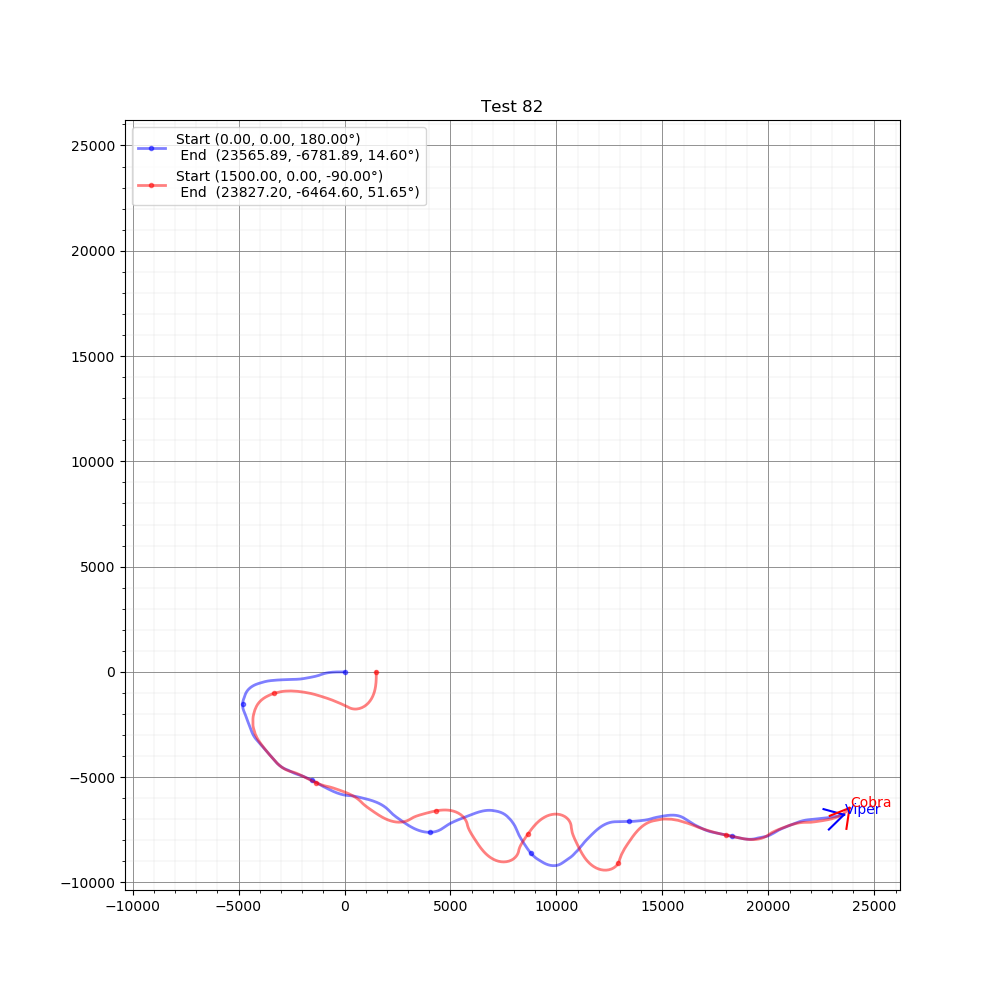 Test 82
Start (0.00, 0.00, 180.00°)
End  (23565.89, -6781.89, 14.60°)
Start (1500.00, 0.00, -90.00°)
End  (23827.20, -6464.60, 51.65°)
25000
20000
15000
10000
5000
0
−5000
−10000
Cobra
Viper
−10000 −5000 0 5000 10000 15000 20000 25000